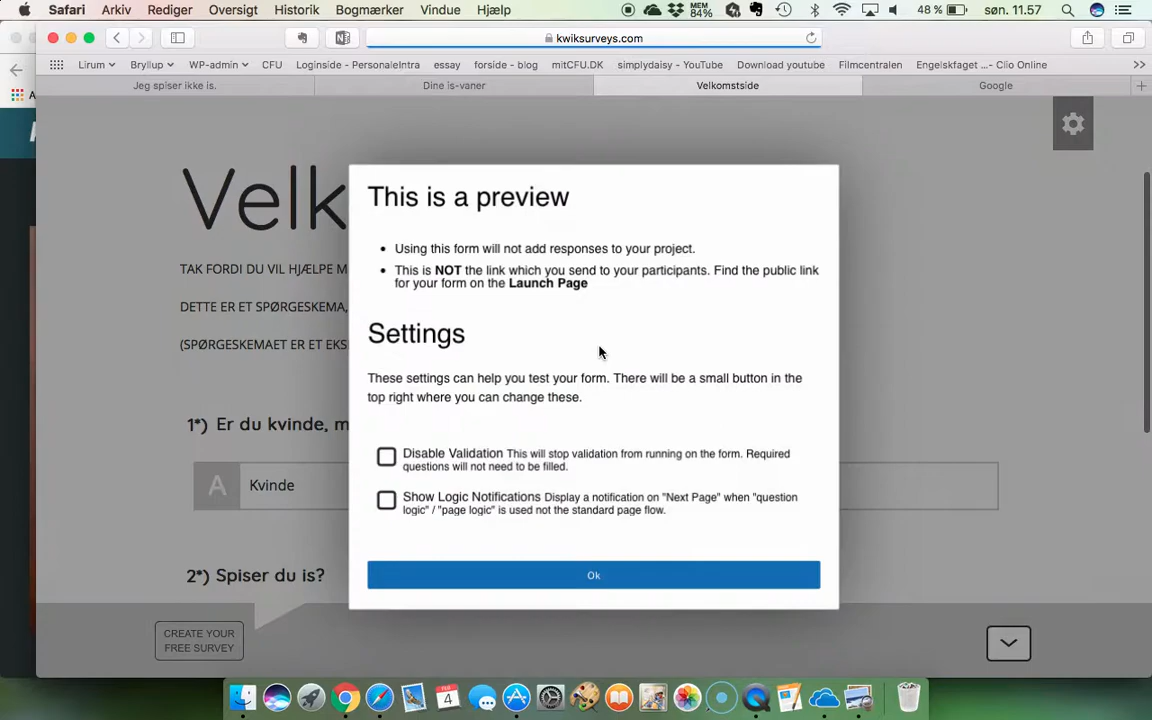 Safari Arkiv Rediger Oversigt Historik Bogmærker Vindue Hjælp MEM 84% 48 % søn. 11.57
kwiksurveys.com
Lirum Bryllup WP-admin CFU Loginside - PersonaleIntra essay forside - blog mitCFU.DK simplydaisy - YouTube Download youtube Filmcentralen Engelskfaget - Clio Online
Jeg spiser ikke is. Dine is-vaner Velkomstside Google
Velk
TAK FORDI DU VIL HJÆLPE M
DETTE ER ET SPØRGESKEMA,
(SPØRGESKEMAET ER ET EKS
1*) Er du kvinde, m
A Kvinde
2*) Spiser du is?
CREATE YOUR
FREE SURVEY
This is a preview
• Using this form will not add responses to your project.
• This is NOT the link which you send to your participants. Find the public link
for your form on the Launch Page
Settings
These settings can help you test your form. There will be a small button in the
top right where you can change these.
Disable Validation This will stop validation from running on the form. Required
questions will not need to be filled.
Show Logic Notifications Display a notification on "Next Page" when "question
logic" / "page logic" is used not the standard page flow.
Ok
FEB
4